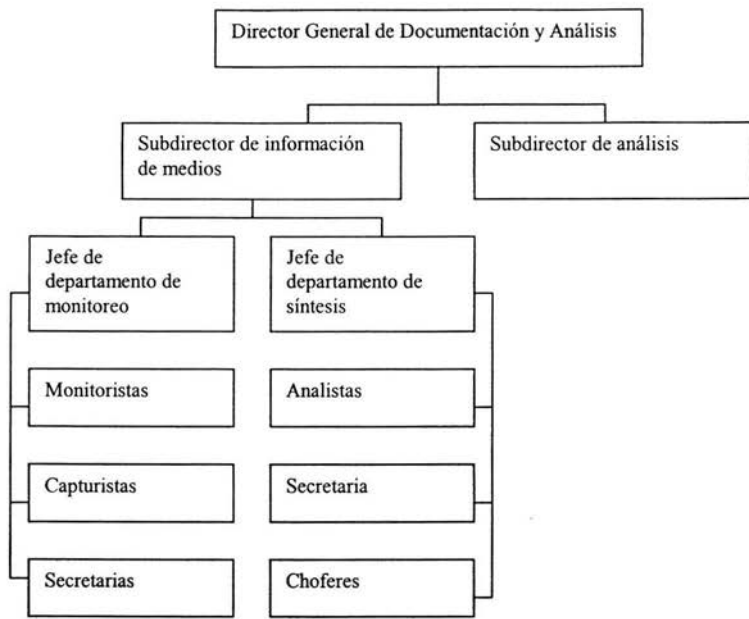 Director General de Documentación y Análisis
Subdirector de información
de medios
Subdirector de análisis
Jefe de
departamento de
monitoreo
Jefe de
departamento de
síntesis
Monitoristas
Analistas
Capturistas
Secretaria
Secretarias
Choferes